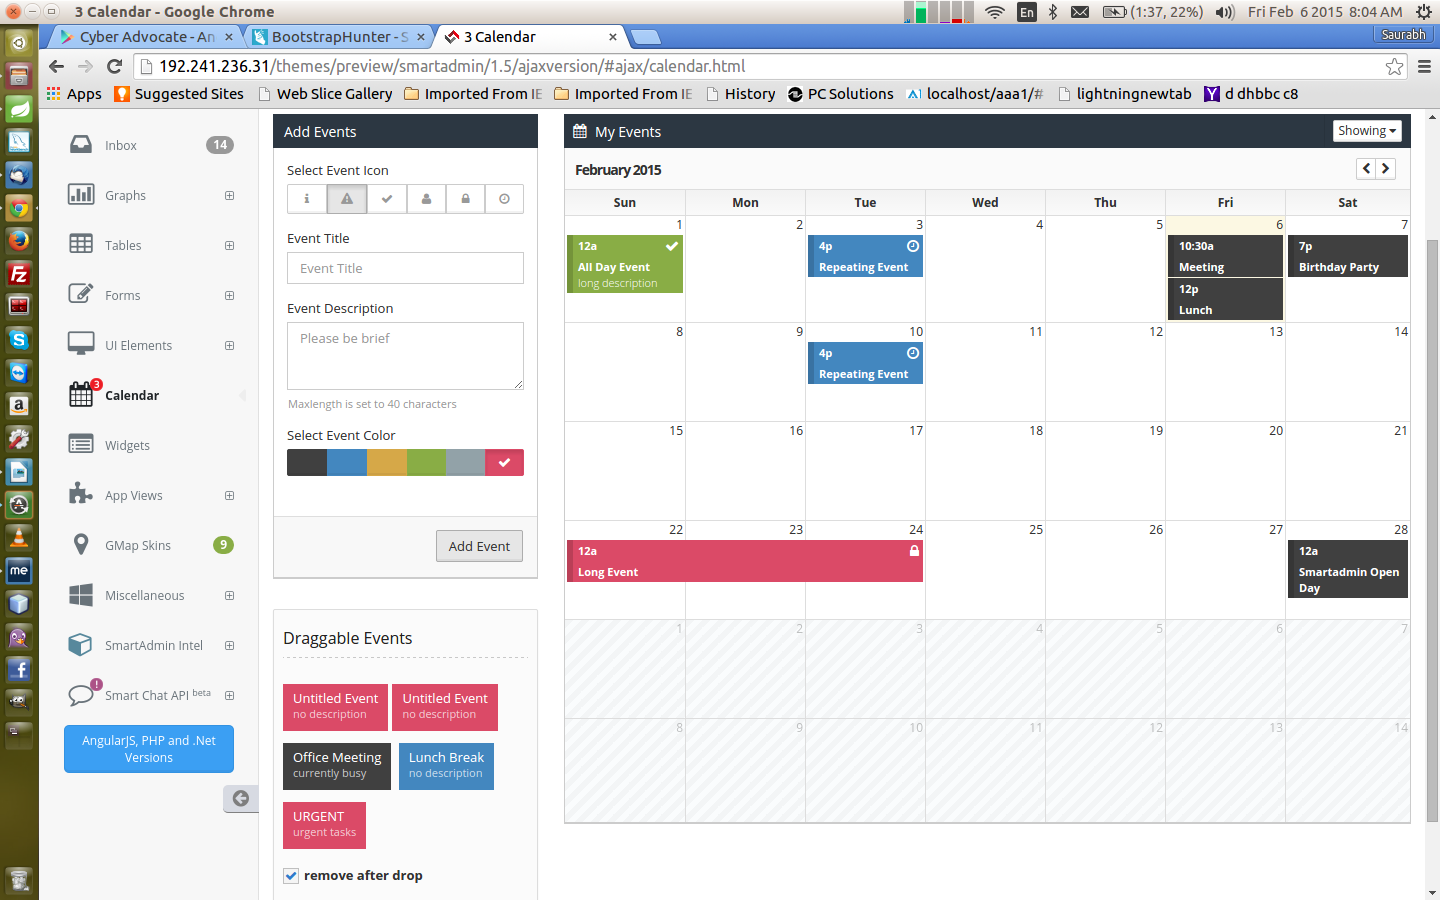 3 Calendar - Google Chrome
En
(1:37, 22%)
Fri Feb 6 2015 8:04 AM
Cyber Advocate - An
BootstrapHunter - S
3 Calendar
Saurabh
192.241.236.31/themes/preview/smartadmin/1.5/ajaxversion/#ajax/calendar.html
Apps
Suggested Sites
Web Slice Gallery
Imported From IE
Imported From IE
History
PC Solutions
localhost/aaa1/#
lightningnewtab
d dhbbc c8
Inbox
14
Graphs
Tables
Forms
UI Elements
3
Calendar
Widgets
App Views
GMap Skins
9
Miscellaneous
SmartAdmin Intel
!
Smart Chat API beta
AngularJS, PHP and .Net
Versions
Add Events
Select Event Icon
Event Title
Event Title
Event Description
Please be brief
Maxlength is set to 40 characters
Select Event Color
Add Event
Draggable Events
Untitled Event
no description
Untitled Event
no description
Office Meeting
currently busy
Lunch Break
no description
URGENT
urgent tasks
remove after drop
My Events
Showing
February 2015
Sun Mon Tue Wed Thu Fri Sat
1 2 3 4 5 6 7
12a
All Day Event
long description
4p
Repeating Event
10:30a
Meeting
12p
Lunch
7p
Birthday Party
8 9 10 11 12 13 14
4p
Repeating Event
15 16 17 18 19 20 21
22 23 24 25 26 27 28
12a
Long Event
12a
Smartadmin Open
Day
1 2 3 4 5 6 7
8 9 10 11 12 13 14
Fz
S
a
me
f